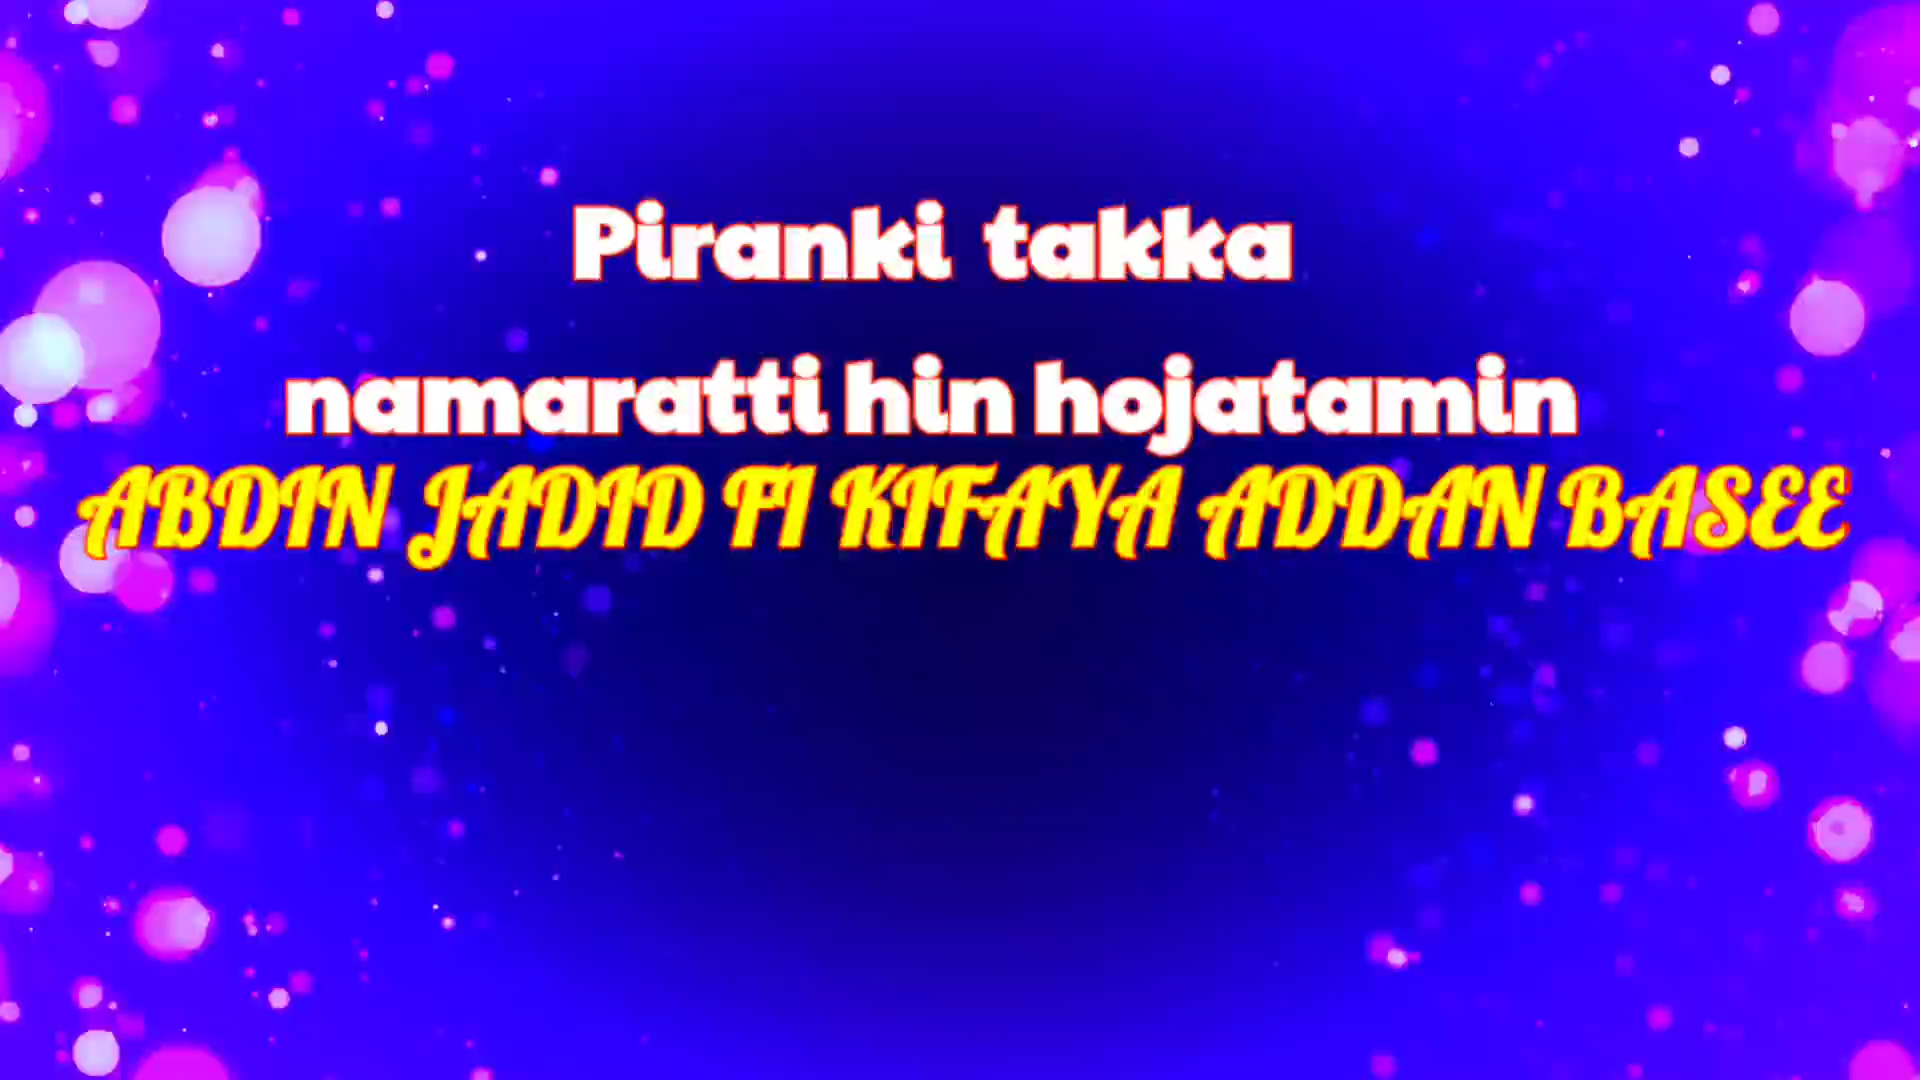 Piranki takka
namaratti hin hojatamin
ABDIN JADID FI KIFAYA ADDAN BASEE